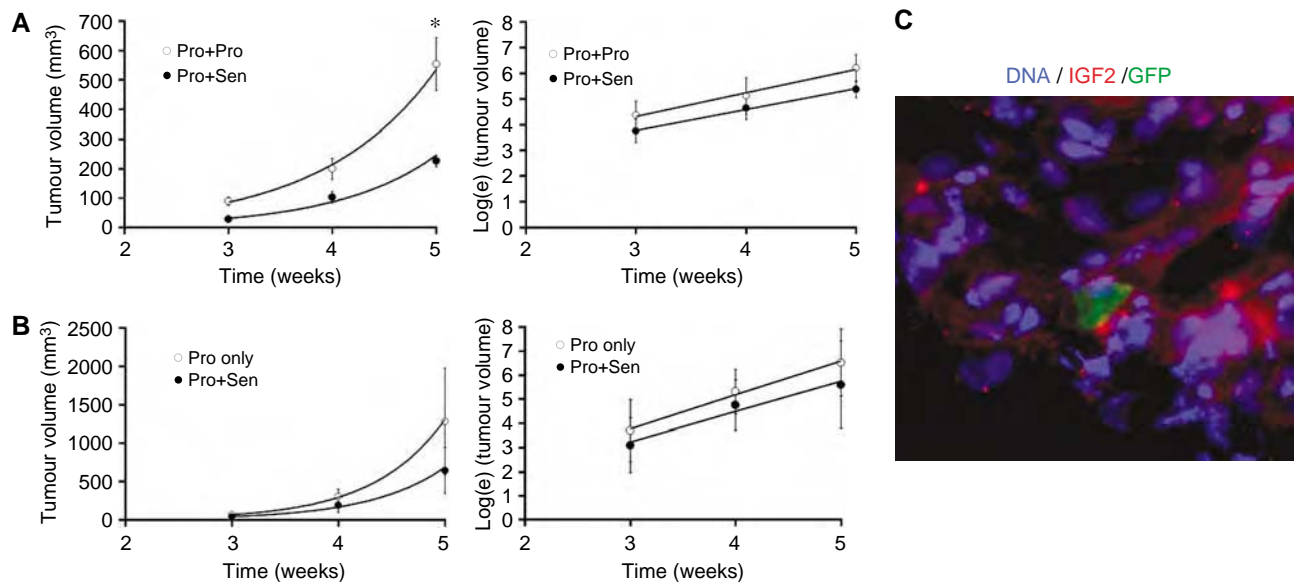 A
Tumour volume (mm³)
700
600
500
400
300
200
100
0
2
3
4
5
Time (weeks)
Pro+Pro
Pro+Sen
*
Log(e) (tumour volume)
8
7
6
5
4
3
2
1
0
2
3
4
5
Time (weeks)
Pro+Pro
Pro+Sen
B
Tumour volume (mm³)
2500
2000
1500
1000
500
0
2
3
4
5
Time (weeks)
Pro only
Pro+Sen
Log(e) (tumour volume)
8
7
6
5
4
3
2
1
0
2
3
4
5
Time (weeks)
Pro only
Pro+Sen
C
DNA / IGF2 /GFP